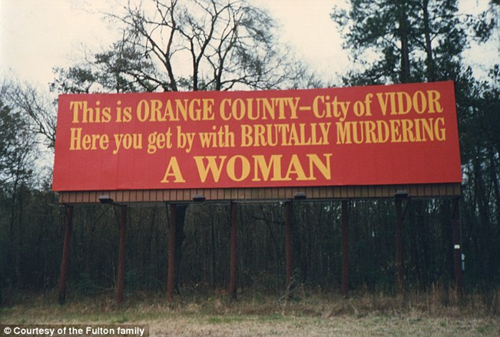 This is ORANGE COUNTY—City of VIDOR
Here you get by with BRUTALLY MURDERING
A WOMAN
© Courtesy of the Fulton family